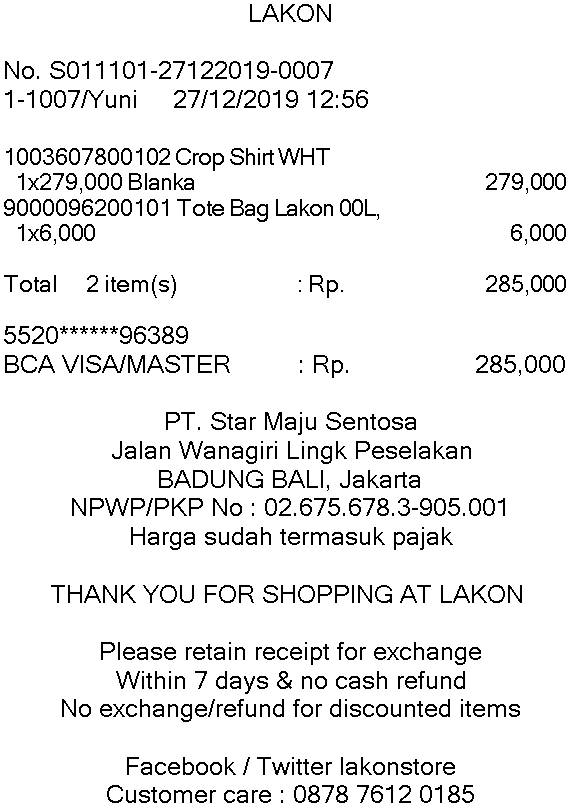 LAKON
No. S011101-27122019-0007
1-1007/Yuni 27/12/2019 12:56
1003607800102 Crop Shirt WHT
1x279,000 Blanka 279,000
9000096200101 Tote Bag Lakon 00L,
1x6,000 6,000
Total 2 item(s) : Rp. 285,000
5520******96389
BCA VISA/MASTER : Rp. 285,000
PT. Star Maju Sentosa
Jalan Wanagiri Lingk Peselakan
BADUNG BALI, Jakarta
NPWP/PKP No : 02.675.678.3-905.001
Harga sudah termasuk pajak
THANK YOU FOR SHOPPING AT LAKON
Please retain receipt for exchange
Within 7 days & no cash refund
No exchange/refund for discounted items
Facebook / Twitter lakonstore
Customer care : 0878 7612 0185